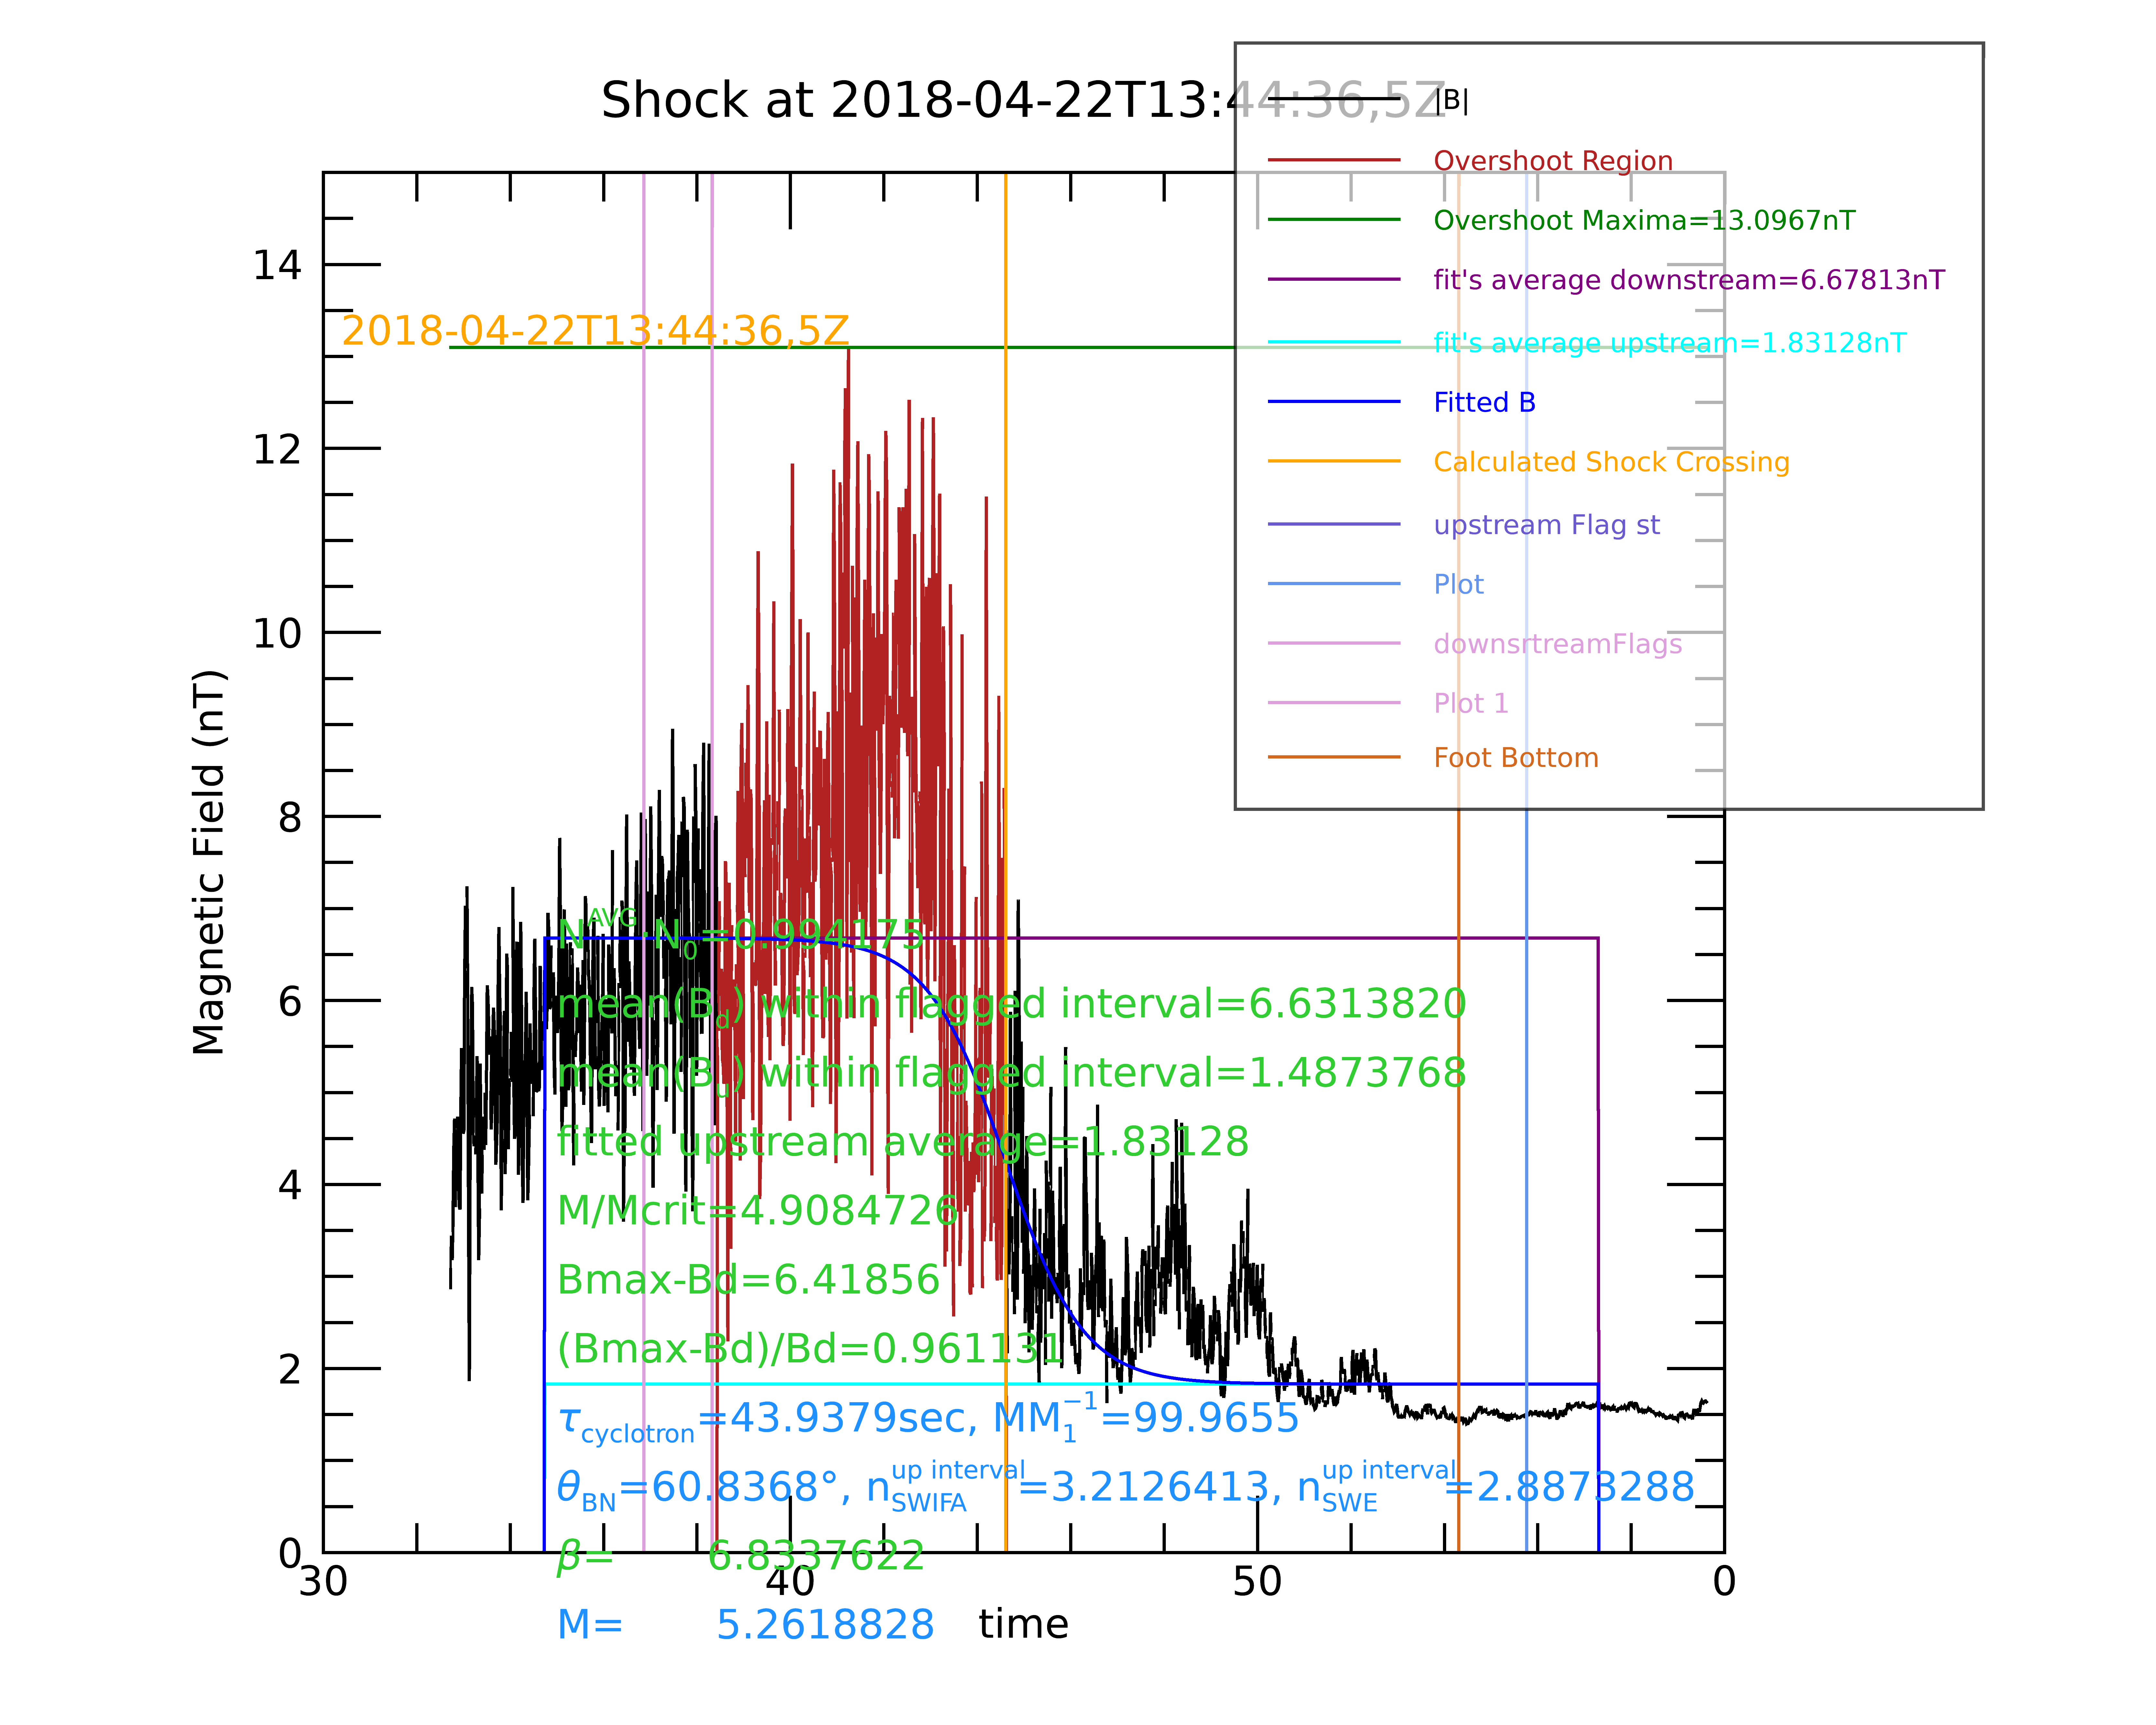 Shock at 2018-04-22T13:44:36,5Z
|B|
Overshoot Region
Overshoot Maxima=13.0967nT
fit's average downstream=6.67813nT
fit's average upstream=1.83128nT
Fitted B
Calculated Shock Crossing
upstream Flag st
Plot
downsrtreamFlags
Plot 1
Foot Bottom
2018-04-22T13:44:36,5Z
Magnetic Field (nT)
14
12
10
8
6
4
2
0
N^AVG·N_0=0.994175
mean(B_d) within flagged interval=6.6313820
mean(B_u) within flagged interval=1.4873768
fitted upstream average=1.83128
M/Mcrit=4.9084726
Bmax-Bd=6.41856
(Bmax-Bd)/Bd=0.961131
τ_cyclotron=43.9379sec, MM_1^−1=99.9655
θ_BN=60.8368°, n_SWIFA^up interval=3.2126413, n_SWE^up interval=2.8873288
β= 6.8337622
30 40 50 0
M= 5.2618828
time